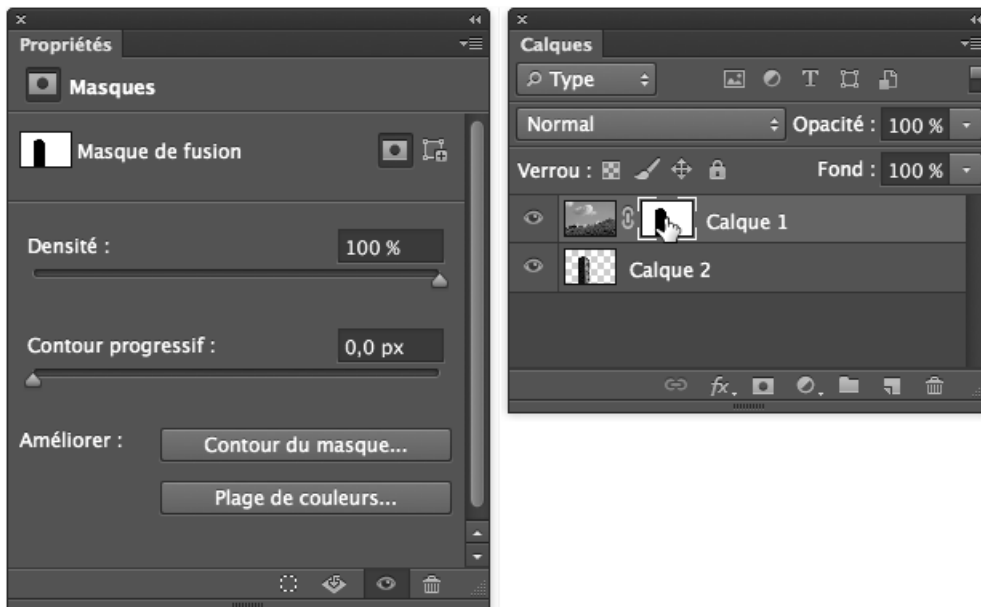 Propriétés
Masques
Masque de fusion
Densité :
100 %
Contour progressif :
0,0 px
Améliorer :
Contour du masque...
Plage de couleurs...
Calques
Type
T
Normal
Opacité : 100 %
Verrou :
Fond : 100 %
Calque 1
Calque 2
fx